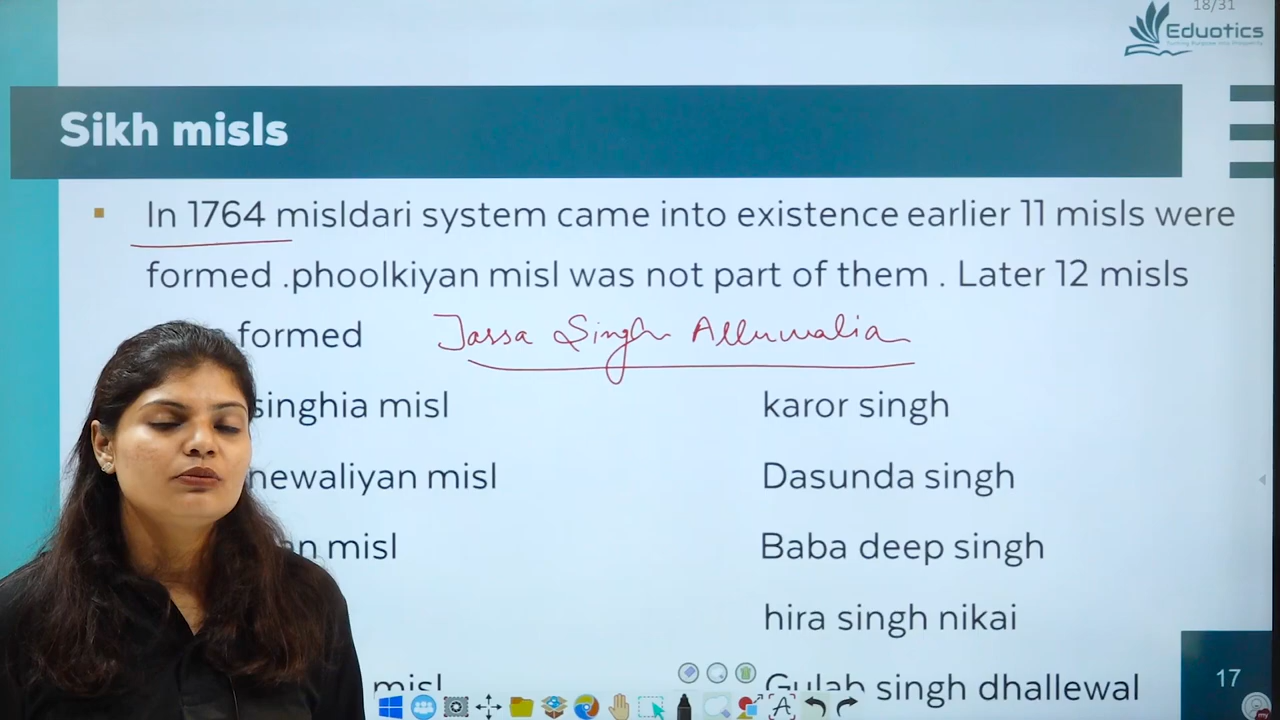 18/31
Eduotics
Sikh misls
In 1764 misldari system came into existence earlier 11 misls were
formed .phoolkiyan misl was not part of them . Later 12 misls
formed Jassa Singh Alluwalia
singhia misl karor singh
newaliyan misl Dasunda singh
misl Baba deep singh
hira singh nikai
misl Gulab singh dhallewal
17